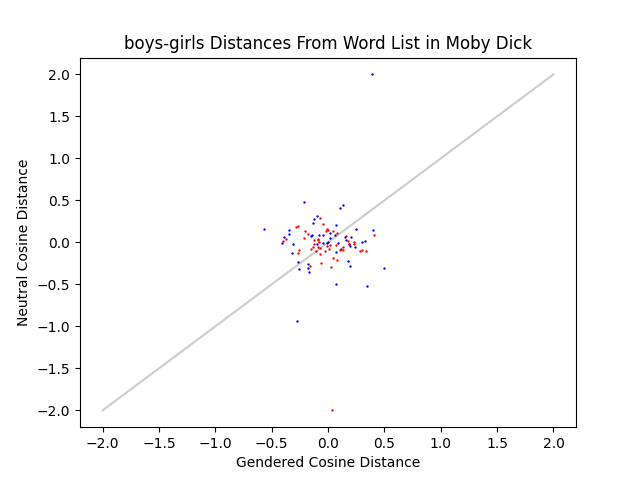 boys-girls Distances From Word List in Moby Dick
Neutral Cosine Distance
2.0
1.5
1.0
0.5
0.0
−0.5
−1.0
−1.5
−2.0
−2.0 −1.5 −1.0 −0.5 0.0 0.5 1.0 1.5 2.0
Gendered Cosine Distance